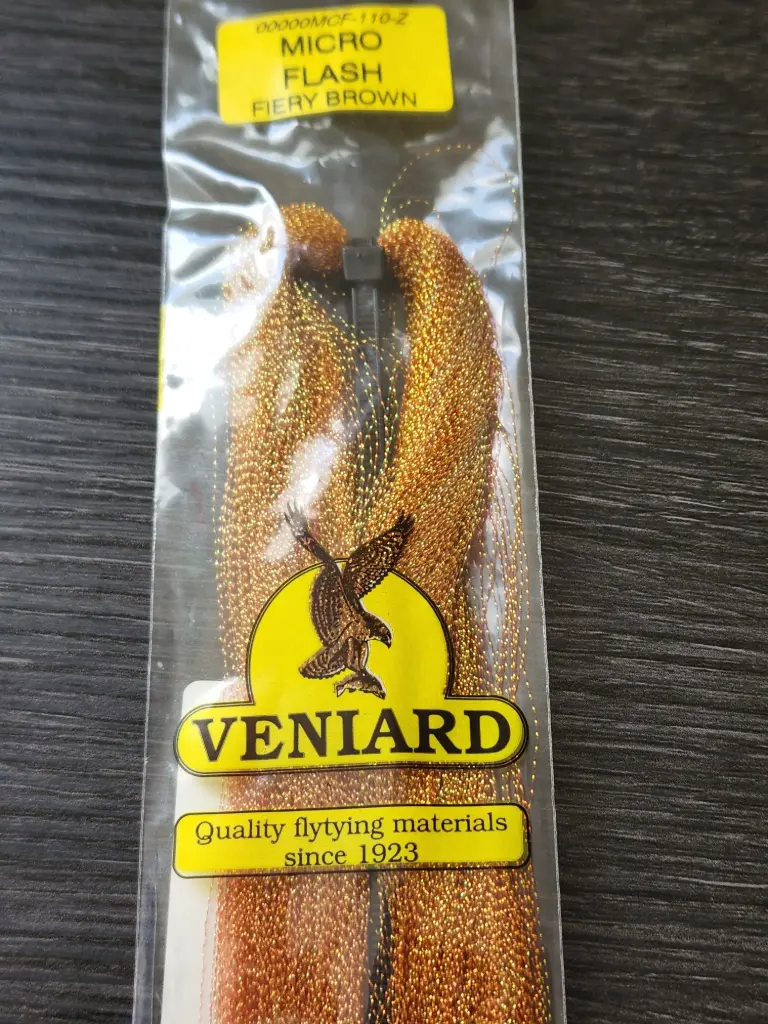 00000MCF-110-Z
MICRO
FLASH
FIERY BROWN
VENIARD
Quality flytying materials
since 1923